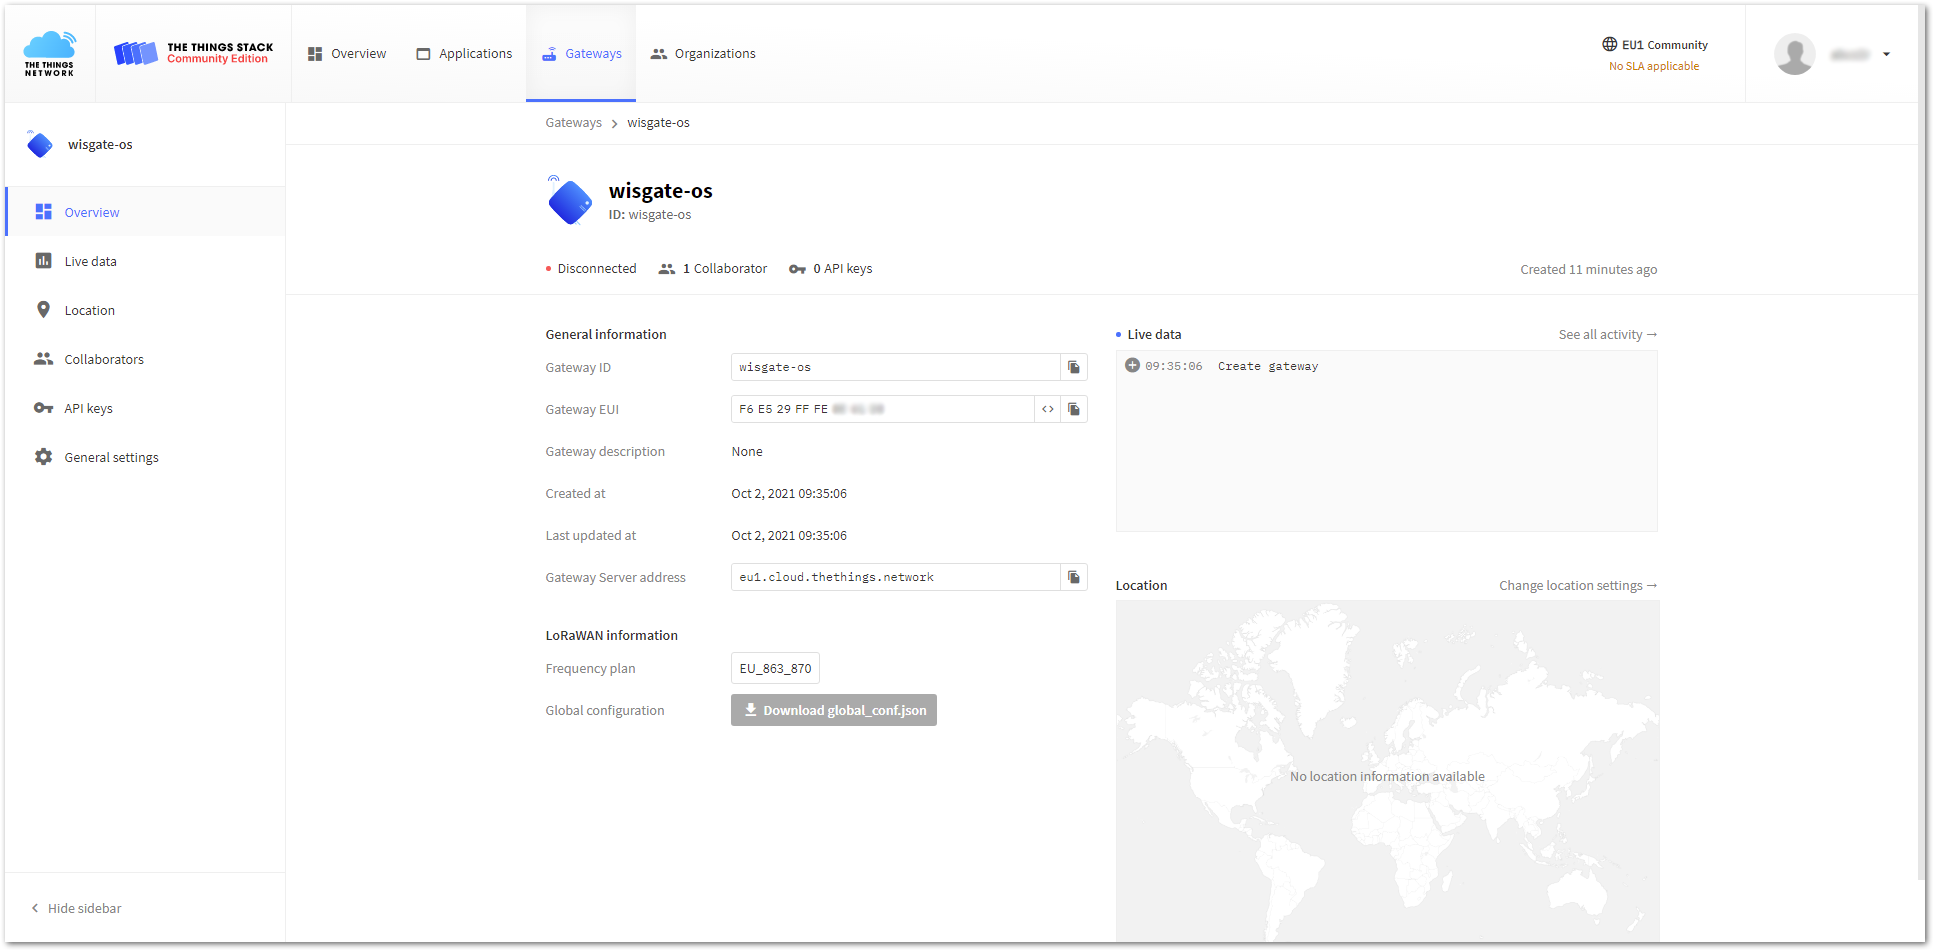 THE THINGS
NETWORK
THE THINGS STACK
Community Edition
Overview
Applications
Gateways
Organizations
EU1 Community
No SLA applicable
wisgate-os
Overview
Live data
Location
Collaborators
API keys
General settings
Hide sidebar
Gateways > wisgate-os
wisgate-os
ID: wisgate-os
Disconnected
1 Collaborator
0 API keys
Created 11 minutes ago
General information
Gateway ID
wisgate-os
Gateway EUI
F6 E5 29 FF FE
Gateway description
None
Created at
Oct 2, 2021 09:35:06
Last updated at
Oct 2, 2021 09:35:06
Gateway Server address
eu1.cloud.thethings.network
LoRaWAN information
Frequency plan
EU_863_870
Global configuration
Download global_conf.json
Live data
See all activity →
09:35:06 Create gateway
Location
Change location settings →
No location information available